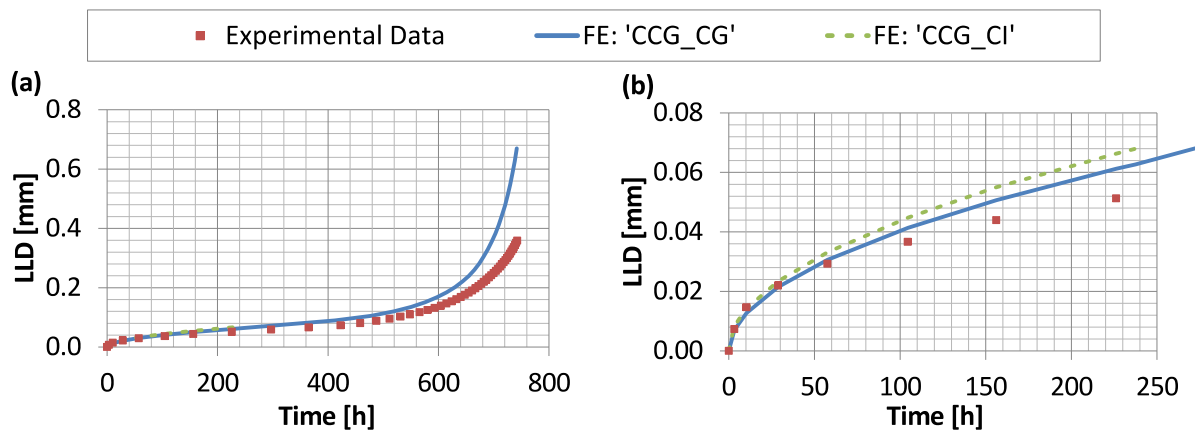 Experimental Data
FE: 'CCG_CG'
FE: 'CCG_CI'
(a)
0.8
0.6
0.4
0.2
0.0
LLD [mm]
0
200
400
600
800
Time [h]
(b)
0.08
0.06
0.04
0.02
0.00
LLD [mm]
0
50
100
150
200
250
Time [h]